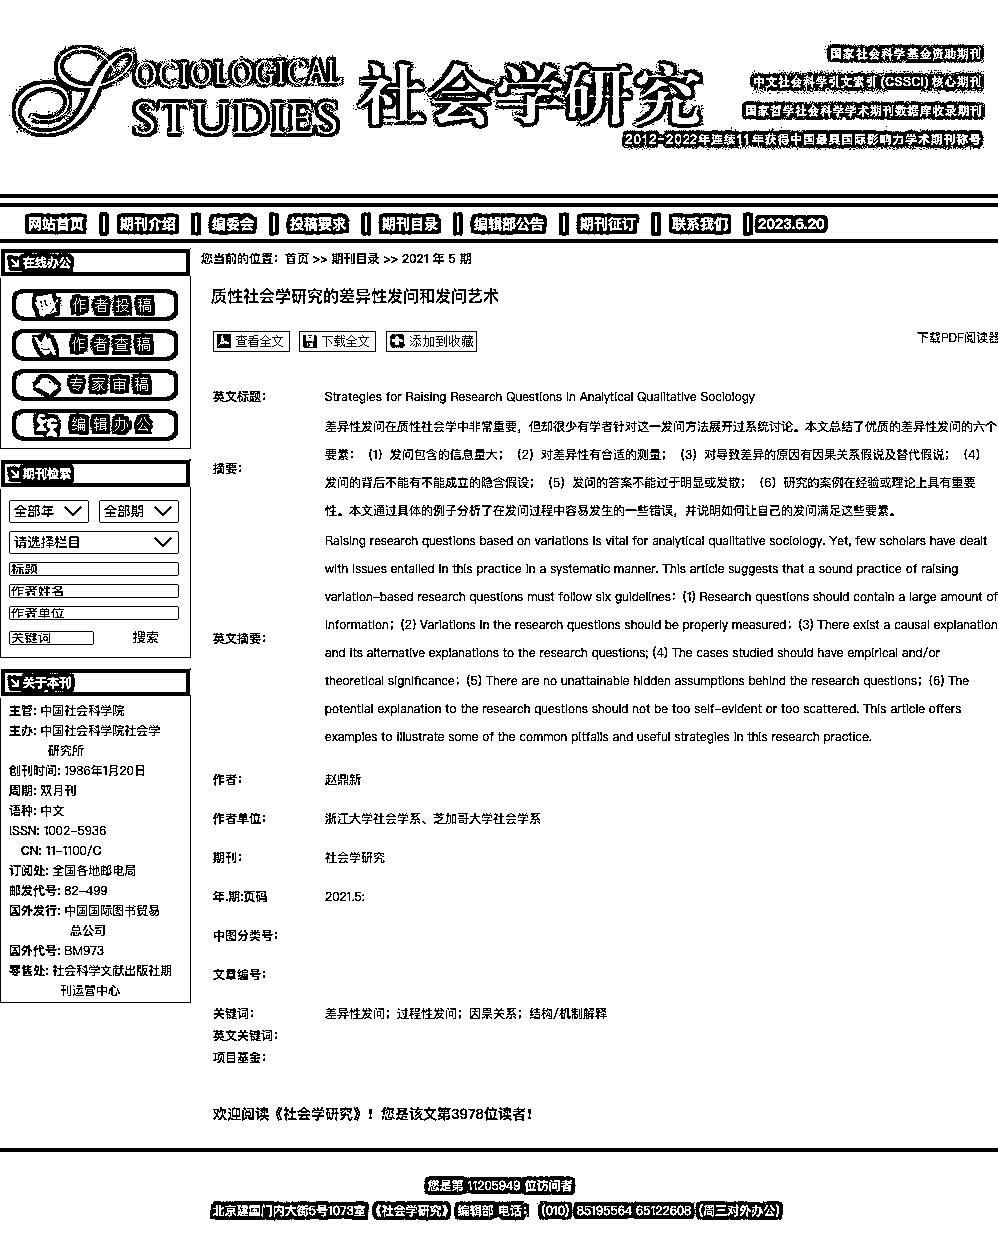 SOCIOLOGICAL
STUDIES
社会学研究
国家社会科学基金资助期刊
中文社会科学引文索引 (CSSCI) 核心期刊
国家哲学社会科学学术期刊数据库收录期刊
2012-2022年连续11年获得中国最具国际影响力学术期刊称号
网站首页 期刊介绍 编委会 投稿要求 期刊目录 编辑部公告 期刊征订 联系我们 2023.6.20
在线办公
作者投稿
作者查稿
专家审稿
编辑办公
期刊检索
全部年 全部期
请选择栏目
标题
作者姓名
作者单位
关键词 搜索
关于本刊
主管: 中国社会科学院
主办: 中国社会科学院社会学
研究所
创刊时间: 1986年1月20日
周期: 双月刊
语种: 中文
ISSN: 1002-5936
CN: 11-1100/C
订阅处: 全国各地邮电局
邮发代号: 82-499
国外发行: 中国国际图书贸易
总公司
国外代号: BM973
零售处: 社会科学文献出版社期
刊运营中心
您当前的位置：首页 >> 期刊目录 >> 2021 年 5 期
质性社会学研究的差异性发问和发问艺术
查看全文 下载全文 添加到收藏
下载PDF阅读器
英文标题： Strategies for Raising Research Questions in Analytical Qualitative Sociology
摘要：
差异性发问在质性社会学中非常重要，但却很少有学者针对这一发问方法展开过系统讨论。本文总结了优质的差异性发问的六个
要素：（1）发问包含的信息量大；（2）对差异性有合适的测量；（3）对导致差异的原因有因果关系假说及替代假说；（4）
发问的背后不能有不能成立的隐含假设；（5）发问的答案不能过于明显或发散；（6）研究的案例在经验或理论上具有重要
性。本文通过具体的例子分析了在发问过程中容易发生的一些错误，并说明如何让自己的发问满足这些要素。
英文摘要：
Raising research questions based on variations is vital for analytical qualitative sociology. Yet, few scholars have dealt
with issues entailed in this practice in a systematic manner. This article suggests that a sound practice of raising
variation-based research questions must follow six guidelines: (1) Research questions should contain a large amount of
information; (2) Variations in the research questions should be properly measured; (3) There exist a causal explanation
and its alternative explanations to the research questions; (4) The cases studied should have empirical and/or
theoretical significance; (5) There are no unattainable hidden assumptions behind the research questions; (6) The
potential explanation to the research questions should not be too self-evident or too scattered. This article offers
examples to illustrate some of the common pitfalls and useful strategies in this research practice.
作者： 赵鼎新
作者单位： 浙江大学社会学系、芝加哥大学社会学系
期刊： 社会学研究
年.期:页码 2021.5:
中图分类号：
文章编号：
关键词： 差异性发问；过程性发问；因果关系；结构/机制解释
英文关键词：
项目基金：
欢迎阅读《社会学研究》！您是该文第3978位读者！
您是第 11205949 位访问者
北京建国门内大街5号1073室 《社会学研究》 编辑部 电话： (010) 85195564 65122608 (周三对外办公)